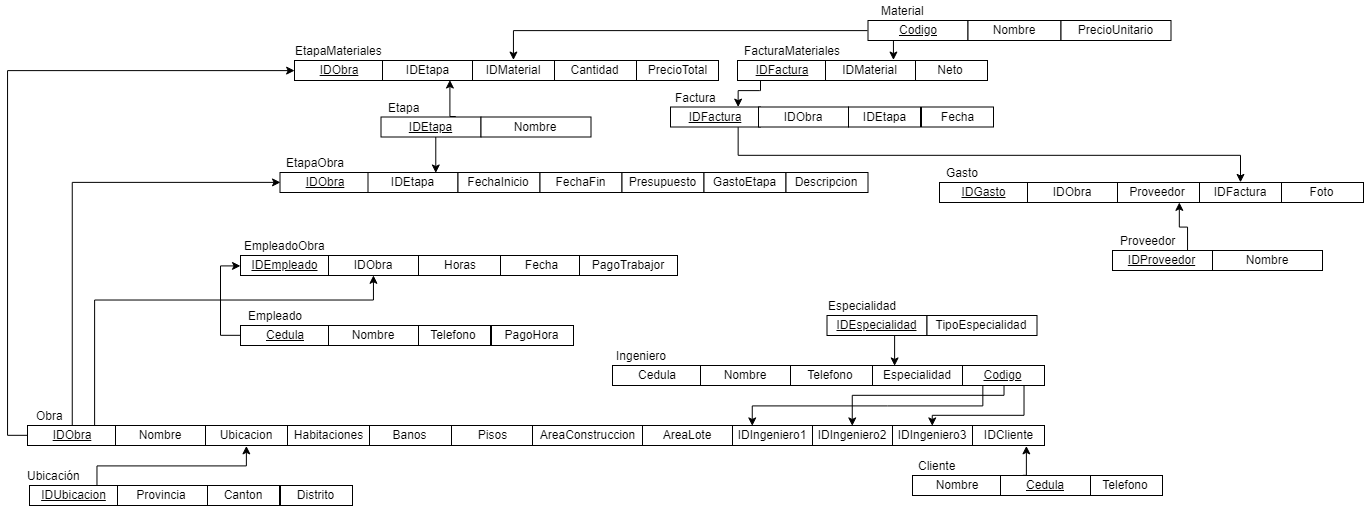 Material
Codigo Nombre PrecioUnitario
EtapaMateriales
IDObra IDEtapa IDMaterial Cantidad PrecioTotal
FacturaMateriales
IDFactura IDMaterial Neto
Factura
IDFactura IDObra IDEtapa Fecha
Etapa
IDEtapa Nombre
EtapaObra
IDObra IDEtapa FechaInicio FechaFin Presupuesto GastoEtapa Descripcion
Gasto
IDGasto IDObra Proveedor IDFactura Foto
Proveedor
IDProveedor Nombre
EmpleadoObra
IDEmpleado IDObra Horas Fecha PagoTrabajor
Empleado
Cedula Nombre Telefono PagoHora
Especialidad
IDEspecialidad TipoEspecialidad
Ingeniero
Cedula Nombre Telefono Especialidad Codigo
Obra
IDObra Nombre Ubicacion Habitaciones Banos Pisos AreaConstruccion AreaLote IDIngeniero1 IDIngeniero2 IDIngeniero3 IDCliente
Ubicación
IDUbicacion Provincia Canton Distrito
Cliente
Nombre Cedula Telefono